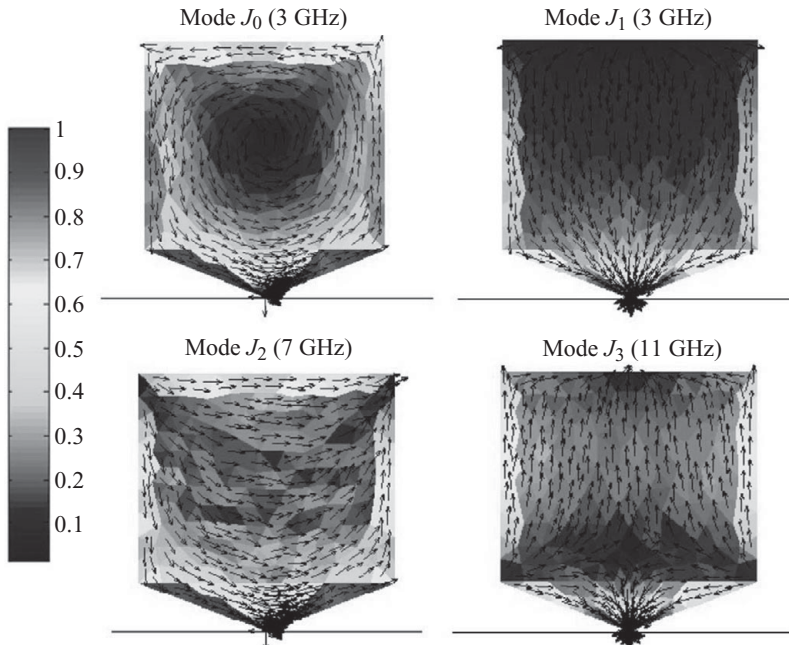 Mode J₀ (3 GHz)
Mode J₁ (3 GHz)
1
0.9
0.8
0.7
0.6
0.5
0.4
0.3
0.2
0.1
Mode J₂ (7 GHz)
Mode J₃ (11 GHz)